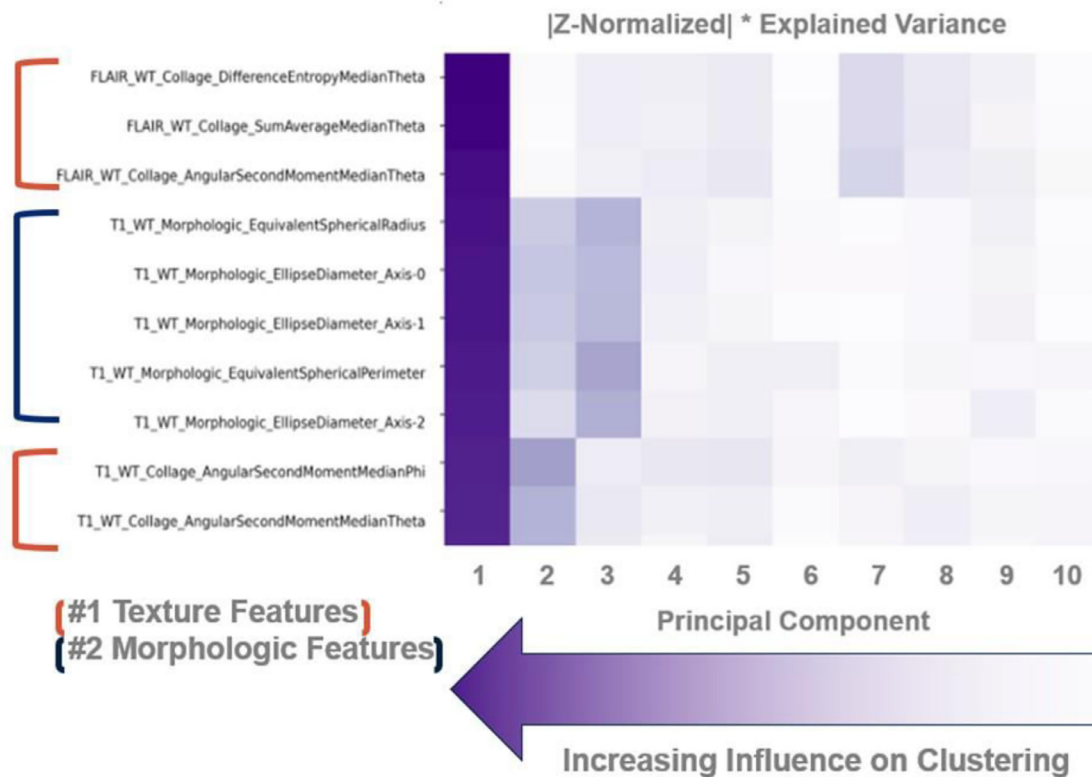 |Z-Normalized| * Explained Variance
FLAIR_WT_Collage_DifferenceEntropyMedianTheta
FLAIR_WT_Collage_SumAverageMedianTheta
FLAIR_WT_Collage_AngularSecondMomentMedianTheta
T1_WT_Morphologic_EquivalentSphericalRadius
T1_WT_Morphologic_EllipseDiameter_Axis-0
T1_WT_Morphologic_EllipseDiameter_Axis-1
T1_WT_Morphologic_EquivalentSphericalPerimeter
T1_WT_Morphologic_EllipseDiameter_Axis-2
T1_WT_Collage_AngularSecondMomentMedianPhi
T1_WT_Collage_AngularSecondMomentMedianTheta
1 2 3 4 5 6 7 8 9 10
#1 Texture Features
#2 Morphologic Features
Principal Component
Increasing Influence on Clustering